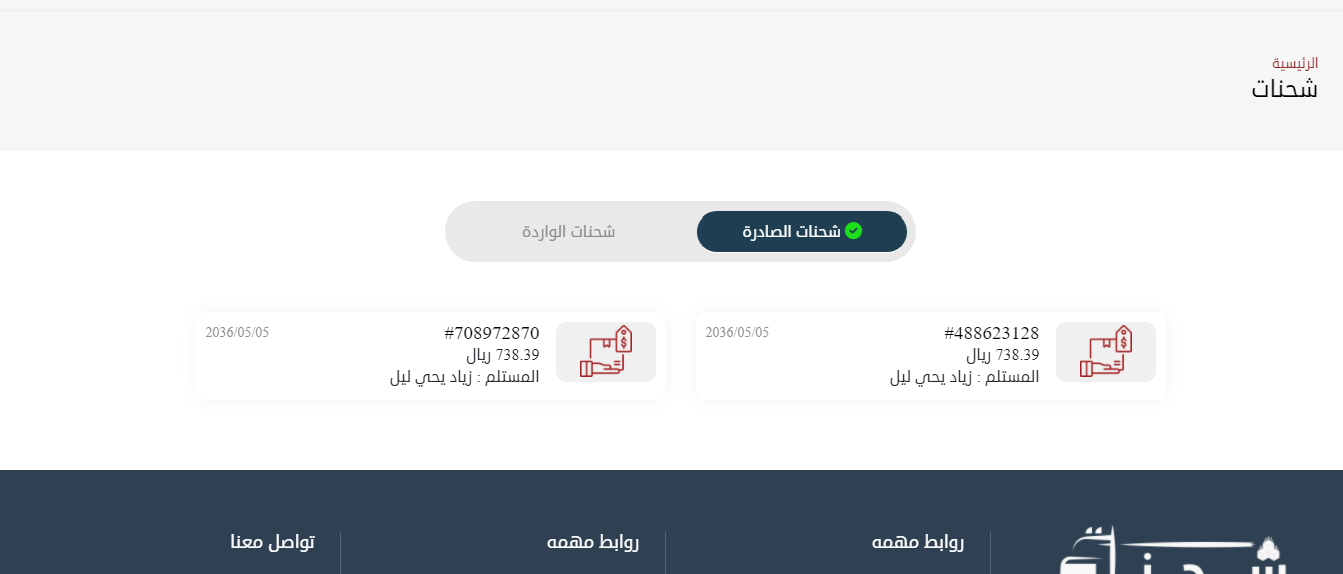 الرئيسية
شحنات
شحنات الصادرة
شحنات الواردة
#488623128
2036/05/05
738.39 ريال
المستلم : زياد يحي ليل
#708972870
2036/05/05
738.39 ريال
المستلم : زياد يحي ليل
روابط مهمه
روابط مهمه
تواصل معنا